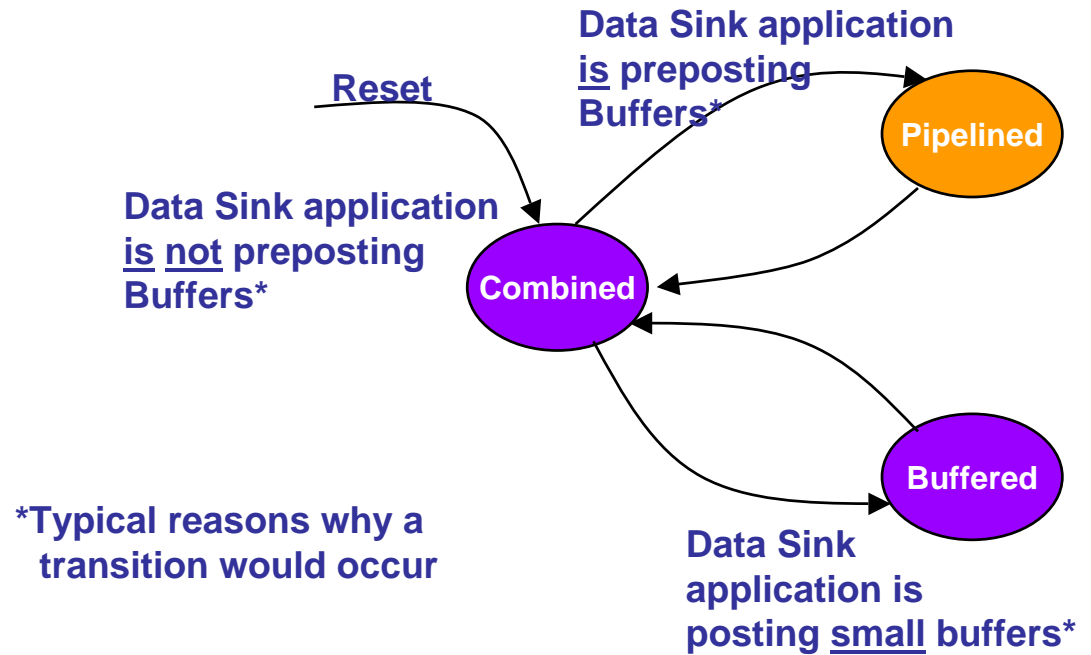 Data Sink application
is preposting
Buffers*
Reset
Pipelined
Data Sink application
is not preposting
Buffers*
Combined
Buffered
*Typical reasons why a
transition would occur
Data Sink
application is
posting small buffers*